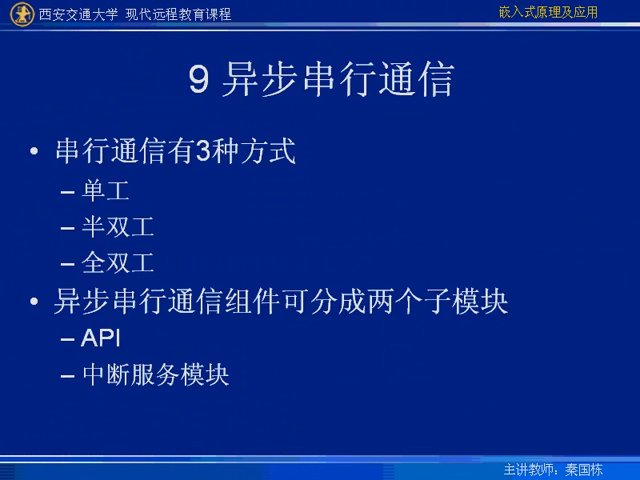 西安交通大学 现代远程教育课程
嵌入式原理及应用
9 异步串行通信
• 串行通信有3种方式
– 单工
– 半双工
– 全双工
• 异步串行通信组件可分成两个子模块
– API
– 中断服务模块
主讲教师：秦国栋